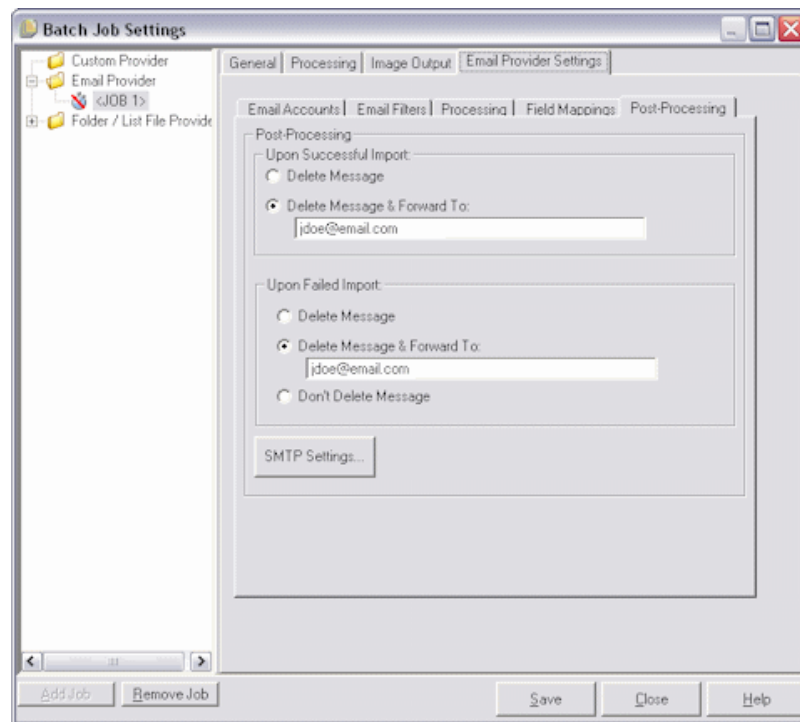 Batch Job Settings
Custom Provider
Email Provider
<JOB 1>
Folder / List File Provide
General
Processing
Image Output
Email Provider Settings
Email Accounts
Email Filters
Processing
Field Mappings
Post-Processing
Post-Processing
Upon Successful Import:
Delete Message
Delete Message & Forward To:
jdoe@email.com
Upon Failed Import:
Delete Message
Delete Message & Forward To:
jdoe@email.com
Don't Delete Message
SMTP Settings...
Add Job
Remove Job
Save
Close
Help